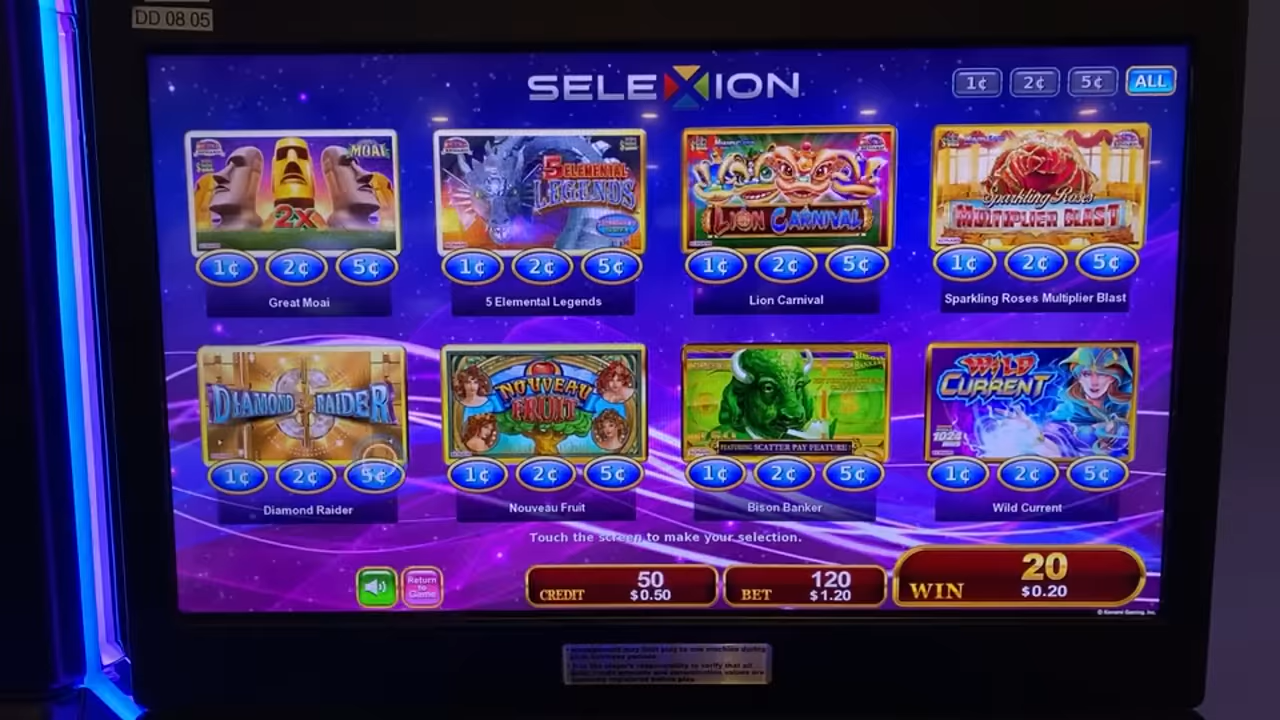 DD 08 05
SELEXION
1¢ 2¢ 5¢ ALL
MOAI
2X
5 ELEMENTAL
LEGENDS
LION CARNIVAL
Sparkling Roses
MULTIPLIER BLAST
1¢ 2¢ 5¢ 1¢ 2¢ 5¢ 1¢ 2¢ 5¢ 1¢ 2¢ 5¢
Great Moai 5 Elemental Legends Lion Carnival Sparkling Roses Multiplier Blast
DIAMOND RAIDER
NOUVEAU
FRUIT
FEATURING SCATTER PAY FEATURE!
WILD
CURRENT
1024
1¢ 2¢ 5¢ 1¢ 2¢ 5¢ 1¢ 2¢ 5¢ 1¢ 2¢ 5¢
Diamond Raider Nouveau Fruit Bison Banker Wild Current
Touch the screen to make your selection.
Return
to
Game
CREDIT 50
$0.50
BET 120
$1.20
WIN 20
$0.20
© Konami Gaming, Inc.